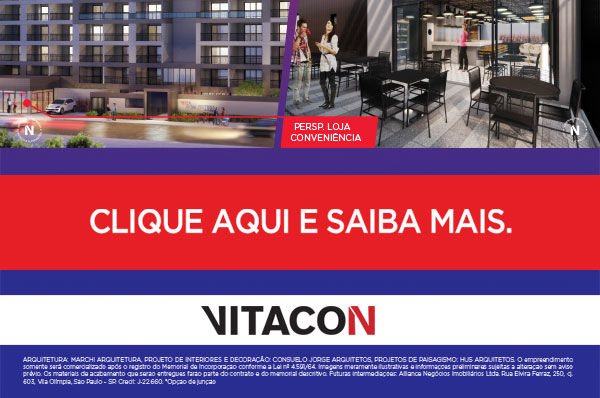 N
PERSP. LOJA
CONVENIÊNCIA
N
CLIQUE AQUI E SAIBA MAIS.
VITACON
ARQUITETURA: MARCHI ARQUITETURA, PROJETO DE INTERIORES E DECORAÇÃO: CONSUELO JORGE ARQUITETOS, PROJETOS DE PAISAGISMO: HUS ARQUITETOS. O empreendimento
somente será comercializado após o registro do Memorial de Incorporação conforme a Lei nº 4.591/64. Imagens meramente ilustrativas e informações preliminares sujeitas a alteração sem aviso
prévio. Os materiais de acabamento que serão entregues farão parte do contrato e do memorial descritivo. Futuras intermediações: Alliance Negócios Imobiliários Ltda. Rua Elvira Ferraz, 250, cj.
603, Vila Olímpia, São Paulo - SP. Creci: J-22.660. *Opção de junção